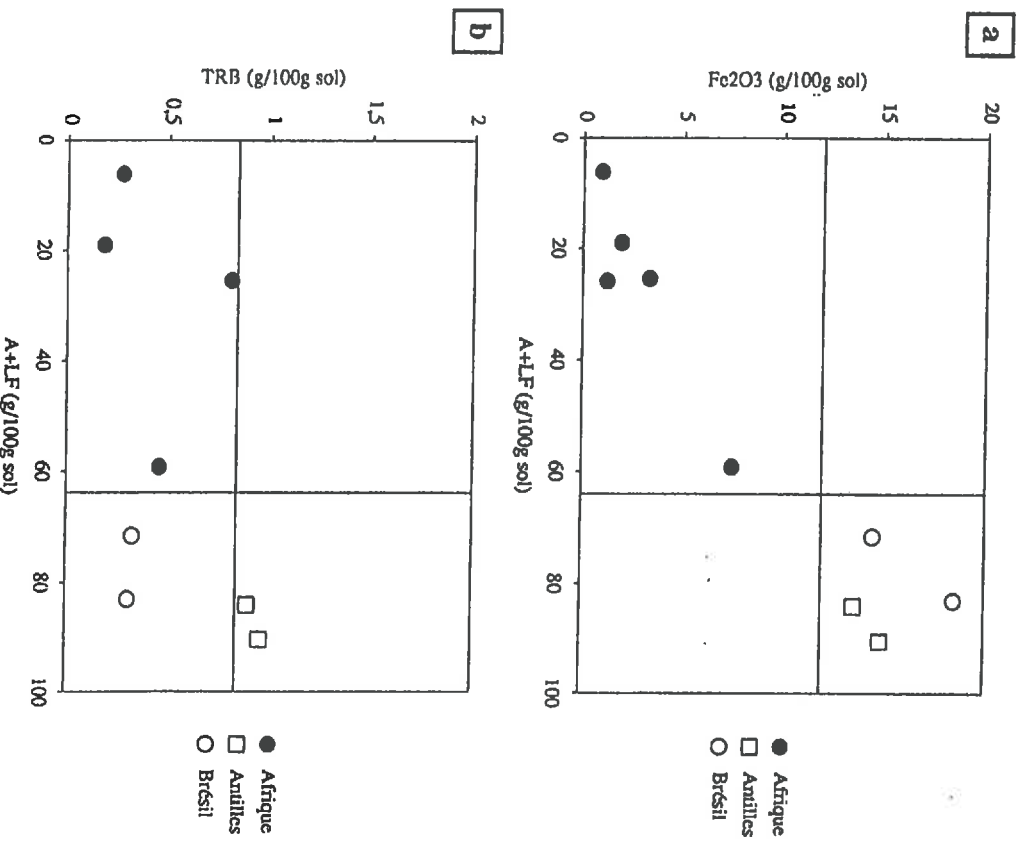 a
Fe2O3 (g/100g sol)
20
15
10
5
0
0 20 40 60 80 100
A+LF (g/100g sol)
Afrique
Antilles
Brésil
b
TRB (g/100g sol)
2
1,5
1
0,5
0
0 20 40 60 80 100
A+LF (g/100g sol)
Afrique
Antilles
Brésil